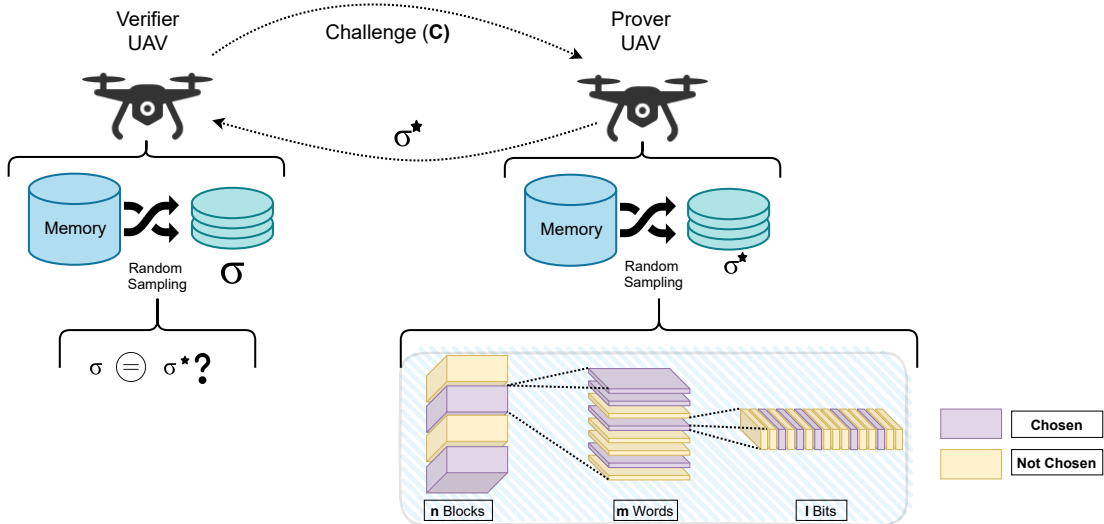 Verifier
UAV
Challenge (C)
Prover
UAV
σ★
Memory
σ
Random
Sampling
Memory
σ★
Random
Sampling
σ = σ★ ?
n Blocks
m Words
l Bits
Chosen
Not Chosen